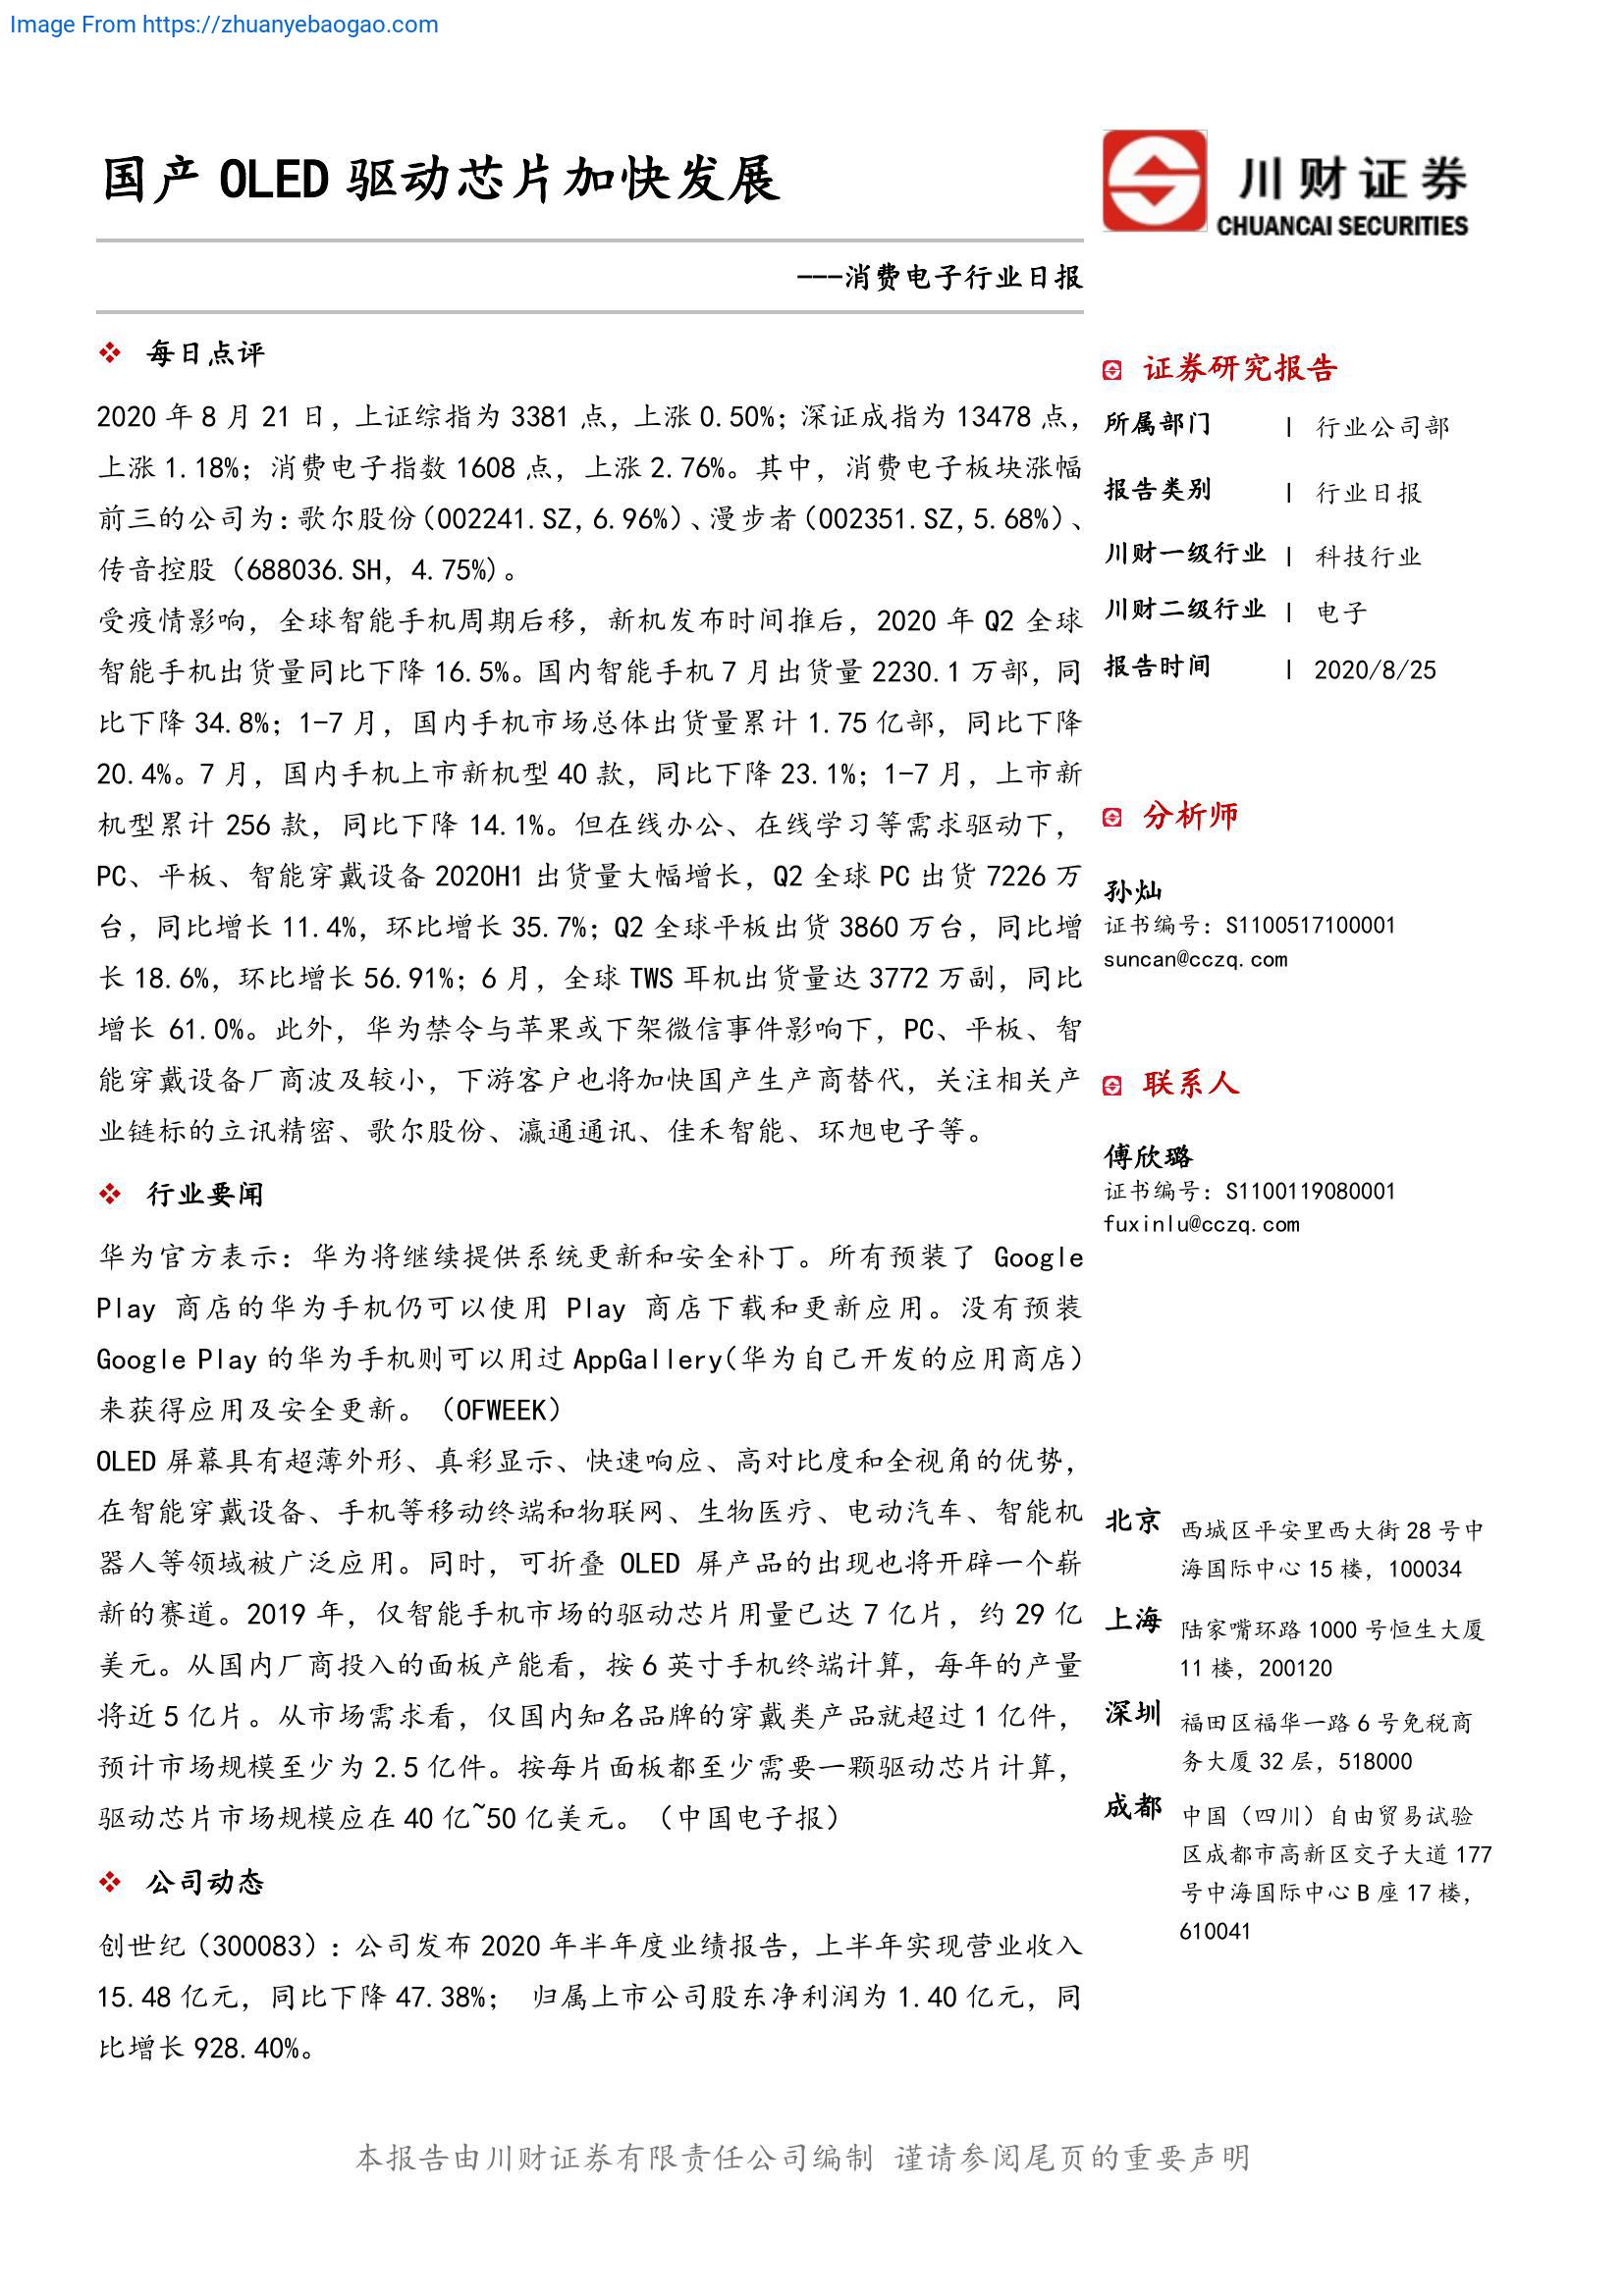 Image From https://zhuanyebaogao.com
国产 OLED 驱动芯片加快发展
川财证券
CHUANCAI SECURITIES
---消费电子行业日报
每日点评
2020 年 8 月 21 日，上证综指为 3381 点，上涨 0.50%；深证成指为 13478 点，
上涨 1.18%；消费电子指数 1608 点，上涨 2.76%。其中，消费电子板块涨幅
前三的公司为：歌尔股份（002241.SZ，6.96%）、漫步者（002351.SZ，5.68%）、
传音控股（688036.SH，4.75%）。
受疫情影响，全球智能手机周期后移，新机发布时间推后，2020 年 Q2 全球
智能手机出货量同比下降 16.5%。国内智能手机 7 月出货量 2230.1 万部，同
比下降 34.8%；1-7 月，国内手机市场总体出货量累计 1.75 亿部，同比下降
20.4%。7 月，国内手机上市新机型 40 款，同比下降 23.1%；1-7 月，上市新
机型累计 256 款，同比下降 14.1%。但在线办公、在线学习等需求驱动下，
PC、平板、智能穿戴设备 2020H1 出货量大幅增长，Q2 全球 PC 出货 7226 万
台，同比增长 11.4%，环比增长 35.7%；Q2 全球平板出货 3860 万台，同比增
长 18.6%，环比增长 56.91%；6 月，全球 TWS 耳机出货量达 3772 万副，同比
增长 61.0%。此外，华为禁令与苹果或下架微信事件影响下，PC、平板、智
能穿戴设备厂商波及较小，下游客户也将加快国产生产商替代，关注相关产
业链标的立讯精密、歌尔股份、瀛通通讯、佳禾智能、环旭电子等。
行业要闻
华为官方表示：华为将继续提供系统更新和安全补丁。所有预装了 Google
Play 商店的华为手机仍可以使用 Play 商店下载和更新应用。没有预装
Google Play 的华为手机则可以用过 AppGallery(华为自己开发的应用商店)
来获得应用及安全更新。（OFWEEK）
OLED 屏幕具有超薄外形、真彩显示、快速响应、高对比度和全视角的优势，
在智能穿戴设备、手机等移动终端和物联网、生物医疗、电动汽车、智能机
器人等领域被广泛应用。同时，可折叠 OLED 屏产品的出现也将开辟一个崭
新的赛道。2019 年，仅智能手机市场的驱动芯片用量已达 7 亿片，约 29 亿
美元。从国内厂商投入的面板产能看，按 6 英寸手机终端计算，每年的产量
将近 5 亿片。从市场需求看，仅国内知名品牌的穿戴类产品就超过 1 亿件，
预计市场规模至少为 2.5 亿件。按每片面板都至少需要一颗驱动芯片计算，
驱动芯片市场规模应在 40 亿~50 亿美元。（中国电子报）
公司动态
创世纪（300083）：公司发布 2020 年半年度业绩报告，上半年实现营业收入
15.48 亿元，同比下降 47.38%； 归属上市公司股东净利润为 1.40 亿元，同
比增长 928.40%。
证券研究报告
所属部门 | 行业公司部
报告类别 | 行业日报
川财一级行业 | 科技行业
川财二级行业 | 电子
报告时间 | 2020/8/25
分析师
孙灿
证书编号：S1100517100001
suncan@cczq.com
联系人
傅欣璐
证书编号：S1100119080001
fuxinlu@cczq.com
北京 西城区平安里西大街 28 号中
海国际中心 15 楼，100034
上海 陆家嘴环路 1000 号恒生大厦
11 楼，200120
深圳 福田区福华一路 6 号免税商
务大厦 32 层，518000
成都 中国（四川）自由贸易试验
区成都市高新区交子大道 177
号中海国际中心 B 座 17 楼，
610041
本报告由川财证券有限责任公司编制 谨请参阅尾页的重要声明